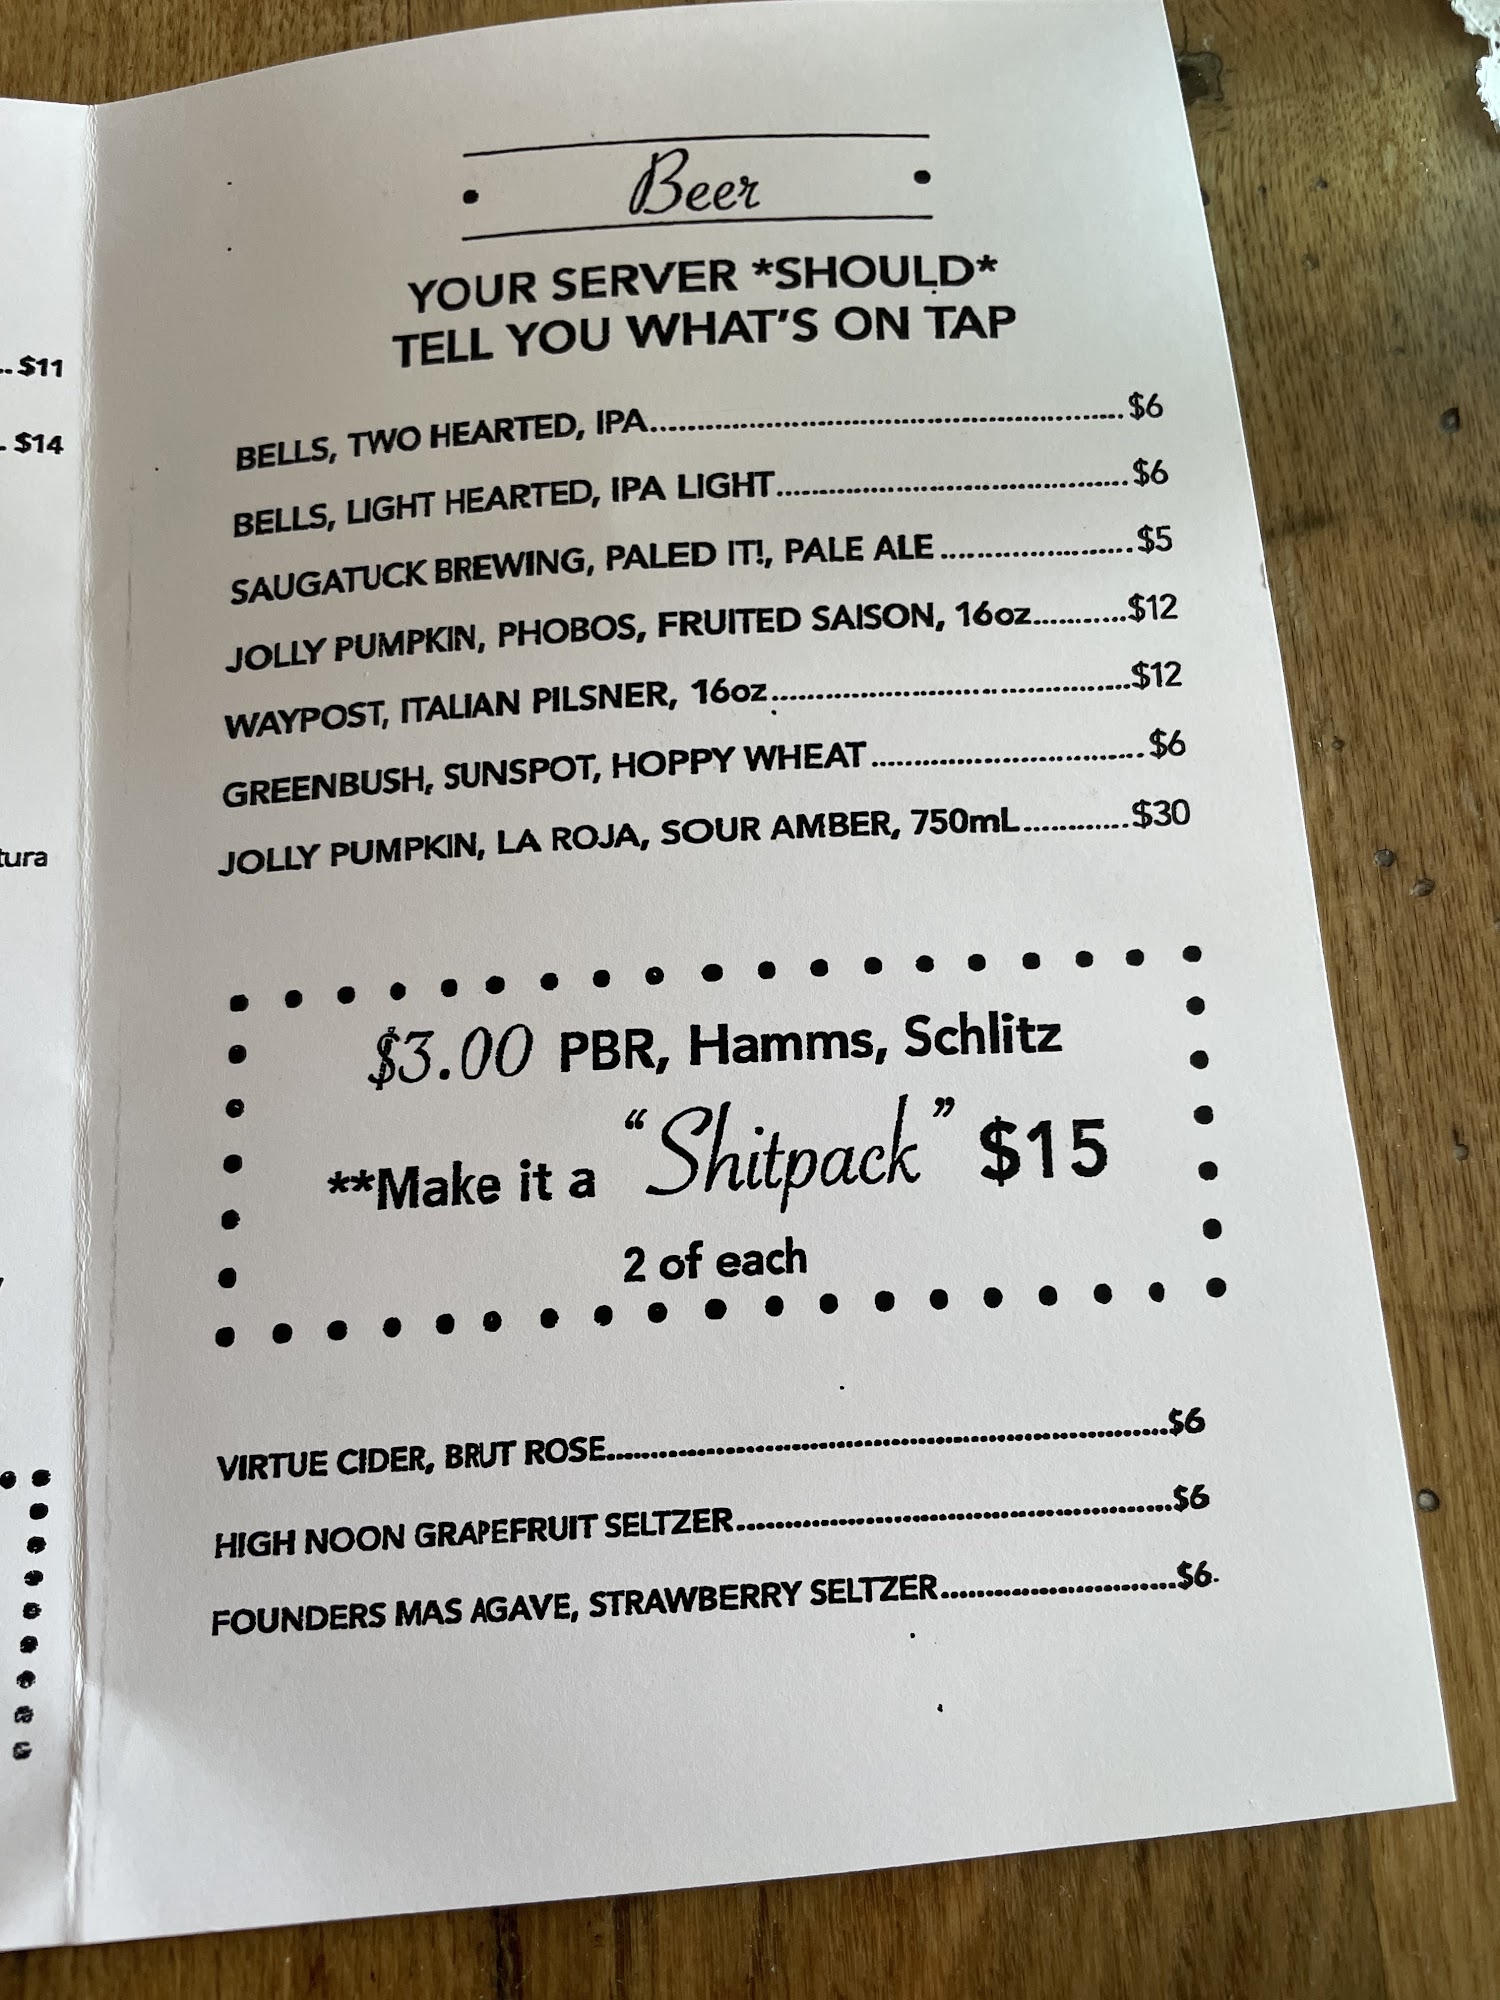 .. $11
. $14
tura
Beer
YOUR SERVER *SHOULD*
TELL YOU WHAT'S ON TAP
BELLS, TWO HEARTED, IPA........................................................$6
BELLS, LIGHT HEARTED, IPA LIGHT..........................................$6
SAUGATUCK BREWING, PALED IT!, PALE ALE......................$5
JOLLY PUMPKIN, PHOBOS, FRUITED SAISON, 16oz...........$12
WAYPOST, ITALIAN PILSNER, 16oz..........................................$12
GREENBUSH, SUNSPOT, HOPPY WHEAT...............................$6
JOLLY PUMPKIN, LA ROJA, SOUR AMBER, 750mL............$30
$3.00 PBR, Hamms, Schlitz
**Make it a "Shitpack" $15
2 of each
VIRTUE CIDER, BRUT ROSE................................................................$6
HIGH NOON GRAPEFRUIT SELTZER..................................................$6
FOUNDERS MAS AGAVE, STRAWBERRY SELTZER..........................$6